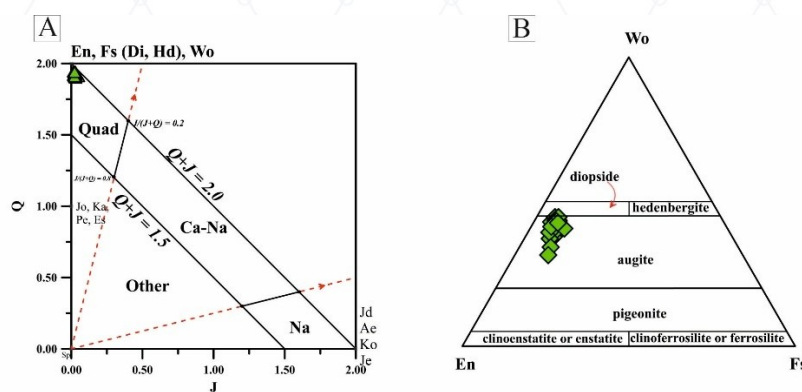 A
En, Fs (Di, Hd), Wo
2.00
1.50
1.00
0.50
0.00
Q
Quad
J/(J+Q) = 0.2
J/(J+Q) = 0.8
Jo, Ka,
Pe, Es
Q+J = 2.0
Q+J = 1.5
Ca-Na
Other
Na
Jd
Ae
Ko
Je
Sp
0.00
0.50
1.00
1.50
2.00
J
B
Wo
diopside
hedenbergite
augite
pigeonite
clinoenstatite or enstatite
clinoferrosilite or ferrosilite
En
Fs